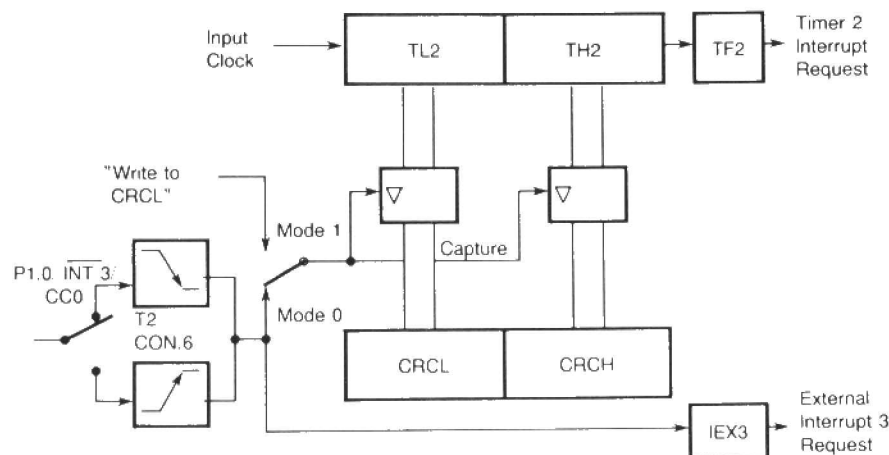 Input
Clock
TL2
TH2
TF2
Timer 2
Interrupt
Request
"Write to
CRCL"
Mode 1
Capture
P1.0 INT 3/
CC0
T2
CON.6
Mode 0
CRCL
CRCH
IEX3
External
Interrupt 3
Request